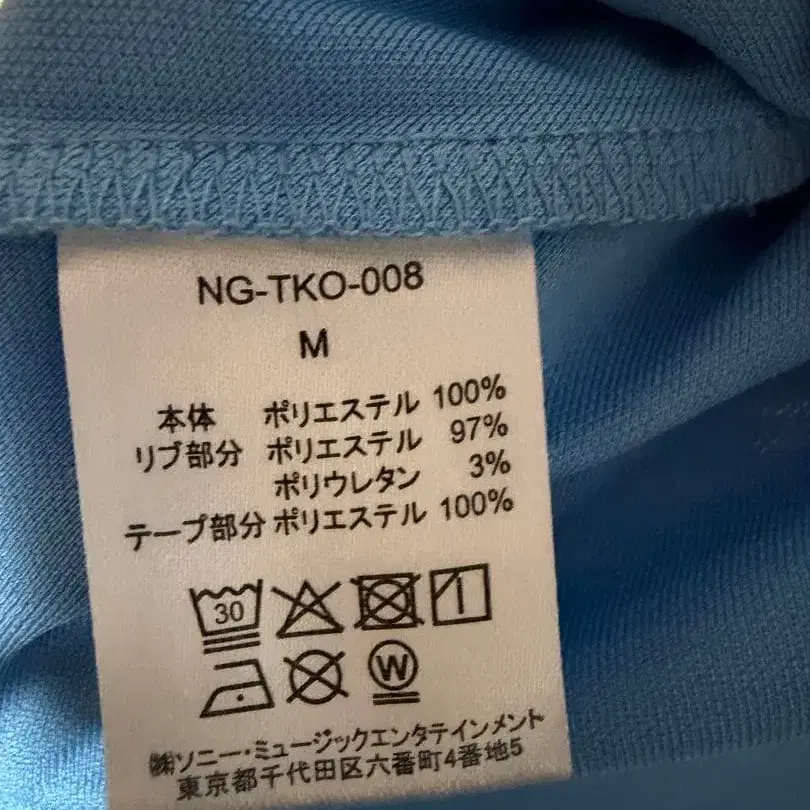 NG-TKO-008
M
本体 ポリエステル 100%
リブ部分 ポリエステル 97%
ポリウレタン 3%
テープ部分 ポリエステル 100%
30
W
㈱ソニー・ミュージックエンタテインメント
東京都千代田区六番町4番地5